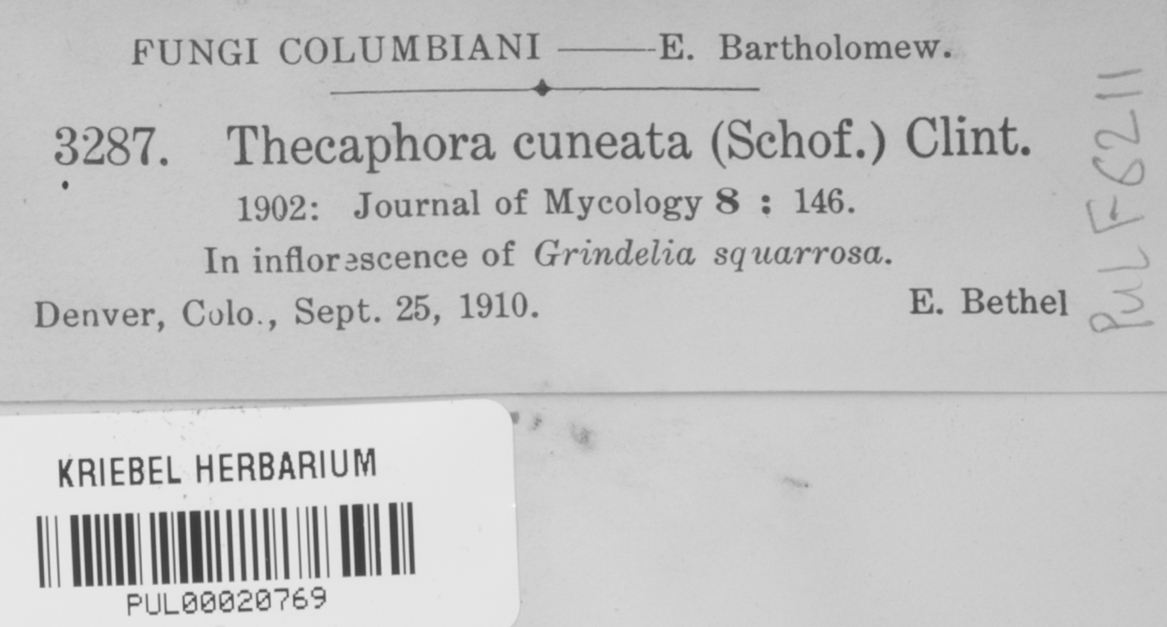 FUNGI COLUMBIANI ——— E. Bartholomew.
3287. Thecaphora cuneata (Schof.) Clint.
1902: Journal of Mycology 8 : 146.
In inflorescence of Grindelia squarrosa.
Denver, Colo., Sept. 25, 1910. E. Bethel
PUL F6211
KRIEBEL HERBARIUM
PUL00020769